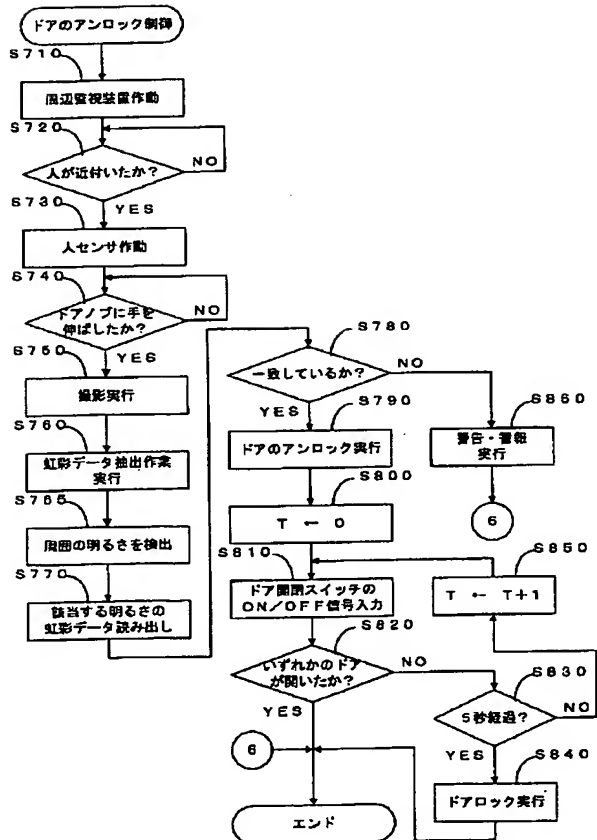 ドアのアンロック制御
S710
周辺監視装置作動
S720
人が近付いたか?
NO
YES
S730
人センサ作動
S740
ドアノブに手を
伸ばしたか?
NO
YES
S750
撮影実行
S760
虹彩データ抽出作業
実行
S765
周囲の明るさを検出
S770
該当する明るさの
虹彩データ読み出し
S780
一致しているか?
NO
YES
S790
ドアのアンロック実行
S800
T ← 0
S810
ドア開閉スイッチの
ON/OFF信号入力
S820
いずれかのドア
が開いたか?
NO
YES
S830
5秒経過?
NO
YES
S840
ドアロック実行
S850
T ← T+1
S860
警告・警報
実行
6
6
エンド